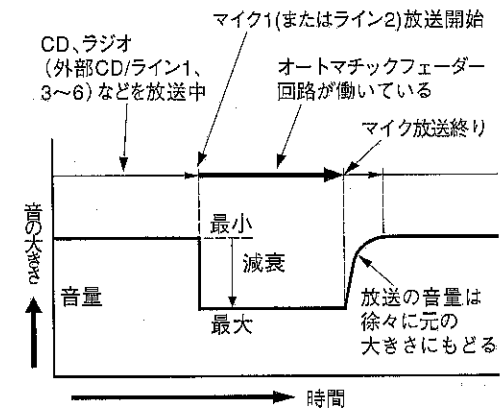 マイク1(またはライン2)放送開始
CD、ラジオ
(外部CD/ライン1、
3〜6)などを放送中
オートマチックフェーダー
回路が働いている
マイク放送終り
音の大きさ
最小
減衰
音量
最大
放送の音量は
徐々に元の
大きさにもどる
時間